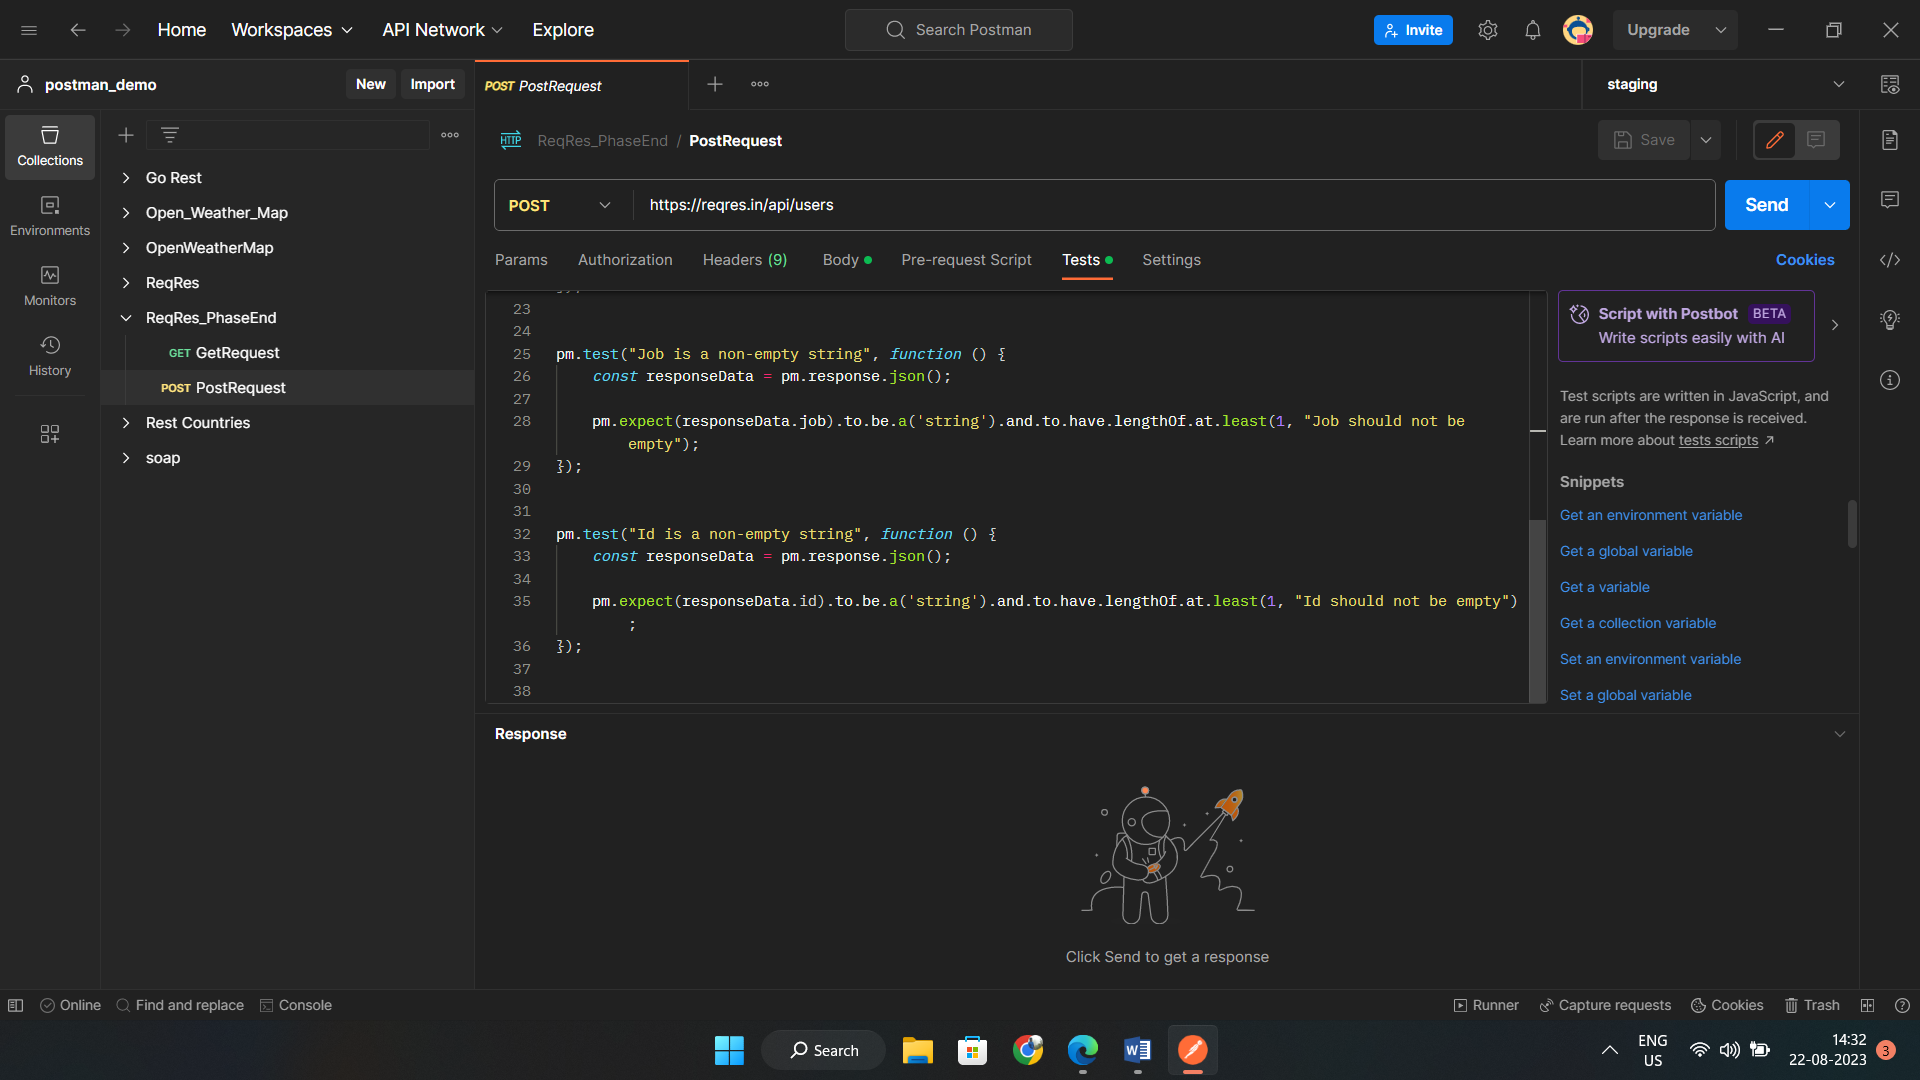 Home
Workspaces
API Network
Explore
Search Postman
Invite
Upgrade
postman_demo
New
Import
POST PostRequest
staging
Collections
Environments
Monitors
History
Go Rest
Open_Weather_Map
OpenWeatherMap
ReqRes
ReqRes_PhaseEnd
GET GetRequest
POST PostRequest
Rest Countries
soap
HTTP ReqRes_PhaseEnd / PostRequest
Save
POST
https://reqres.in/api/users
Send
Params
Authorization
Headers (9)
Body
Pre-request Script
Tests
Settings
Cookies
23
24
25 pm.test("Job is a non-empty string", function () {
26 const responseData = pm.response.json();
27
28 pm.expect(responseData.job).to.be.a('string').and.to.have.lengthOf.at.least(1, "Job should not be
empty");
29 });
30
31
32 pm.test("Id is a non-empty string", function () {
33 const responseData = pm.response.json();
34
35 pm.expect(responseData.id).to.be.a('string').and.to.have.lengthOf.at.least(1, "Id should not be empty")
;
36 });
37
38
Script with Postbot BETA
Write scripts easily with AI
Test scripts are written in JavaScript, and
are run after the response is received.
Learn more about tests scripts
Snippets
Get an environment variable
Get a global variable
Get a variable
Get a collection variable
Set an environment variable
Set a global variable
Response
Click Send to get a response
Online
Find and replace
Console
Runner
Capture requests
Cookies
Trash
Search
ENG
US
14:32
22-08-2023
3